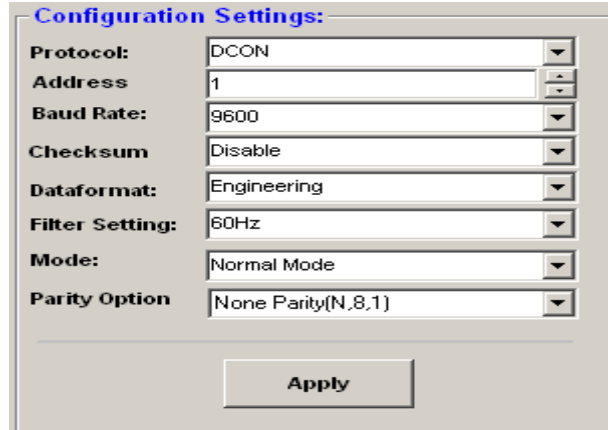 Configuration Settings:
Protocol: DCON
Address 1
Baud Rate: 9600
Checksum Disable
Dataformat: Engineering
Filter Setting: 60Hz
Mode: Normal Mode
Parity Option None Parity(N,8,1)
Apply